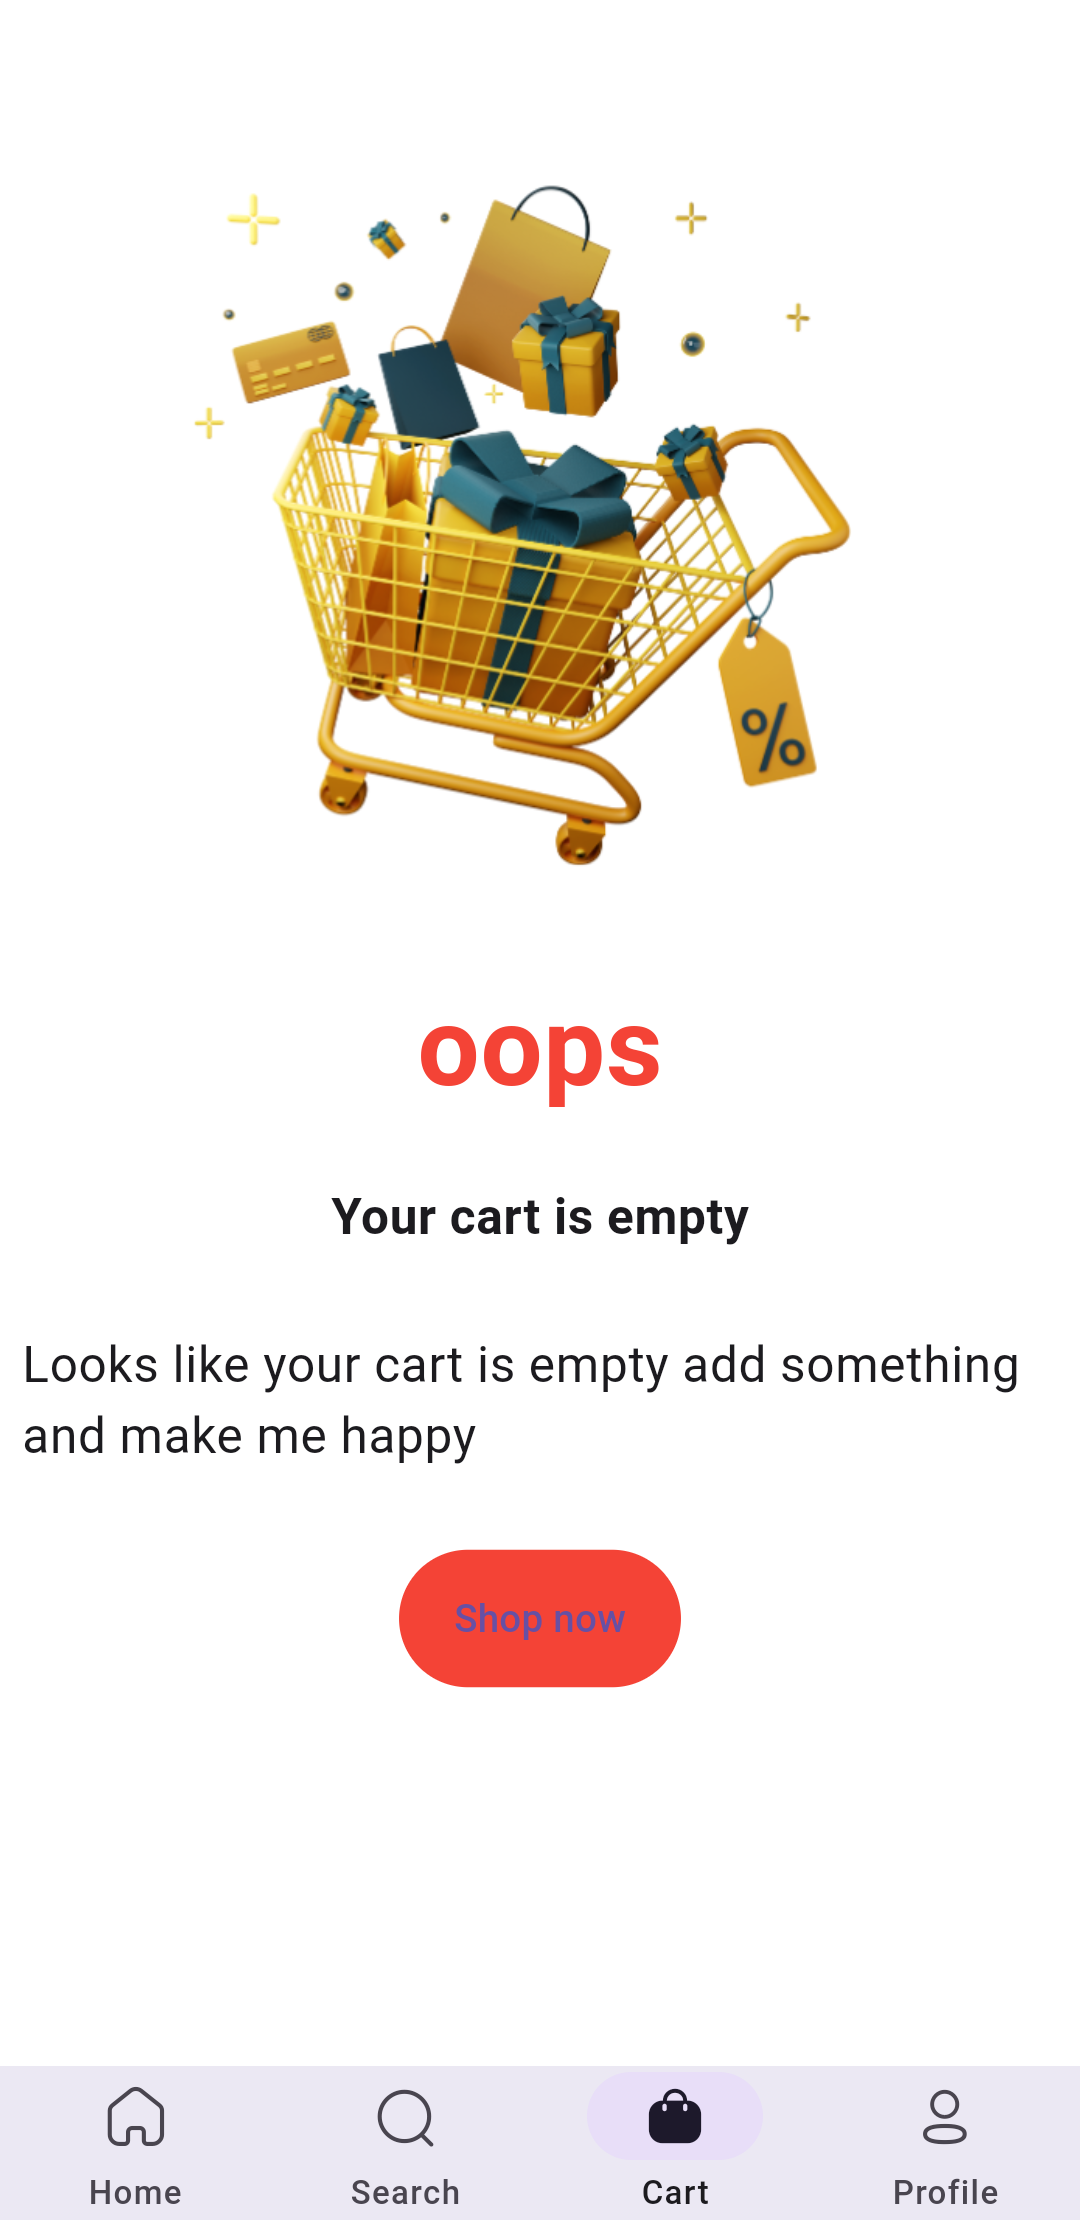 %
oops
Your cart is empty
Looks like your cart is empty add something
and make me happy
Shop now
Home
Search
Cart
Profile